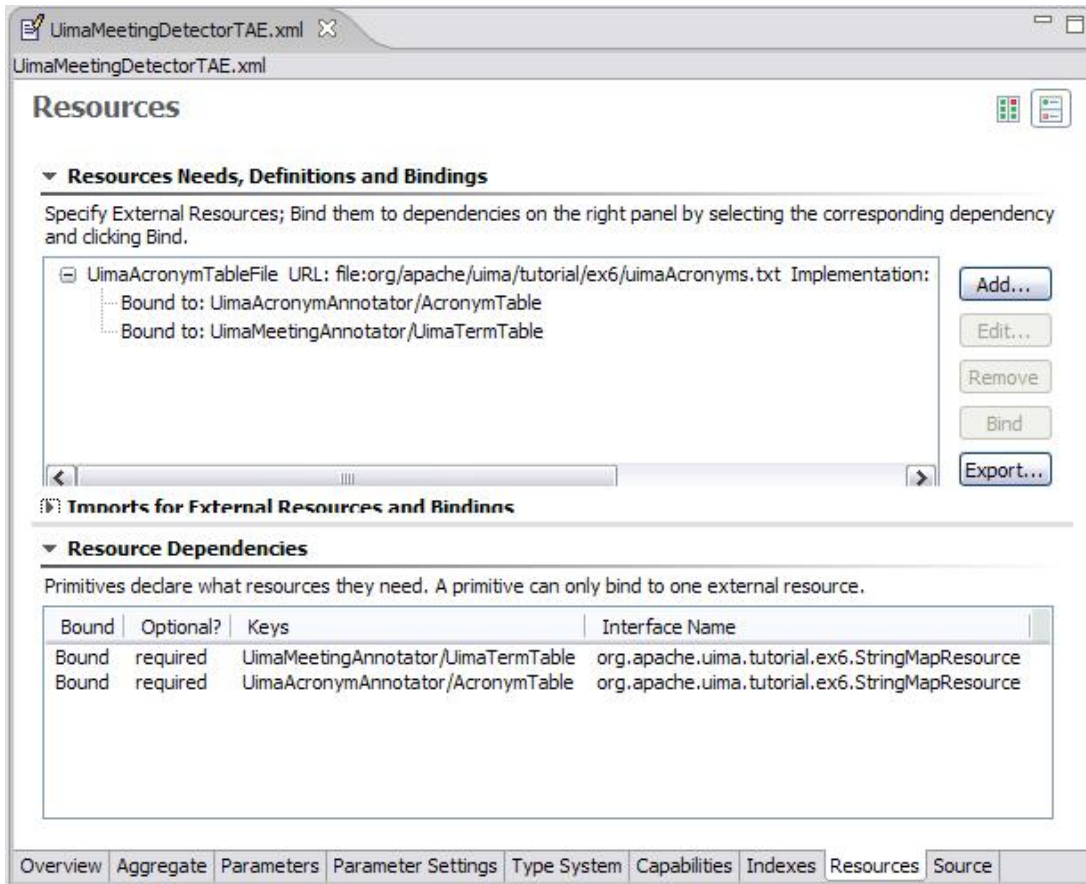 UimaMeetingDetectorTAE.xml
UimaMeetingDetectorTAE.xml
Resources
Resources Needs, Definitions and Bindings
Specify External Resources; Bind them to dependencies on the right panel by selecting the corresponding dependency
and clicking Bind.
UimaAcronymTableFile URL: file:org/apache/uima/tutorial/ex6/uimaAcronyms.txt Implementation:
Bound to: UimaAcronymAnnotator/AcronymTable
Bound to: UimaMeetingAnnotator/UimaTermTable
Add...
Edit...
Remove
Bind
Export...
Imports for External Resources and Bindings
Resource Dependencies
Primitives declare what resources they need. A primitive can only bind to one external resource.
Bound Optional? Keys Interface Name
Bound required UimaMeetingAnnotator/UimaTermTable org.apache.uima.tutorial.ex6.StringMapResource
Bound required UimaAcronymAnnotator/AcronymTable org.apache.uima.tutorial.ex6.StringMapResource
Overview Aggregate Parameters Parameter Settings Type System Capabilities Indexes Resources Source